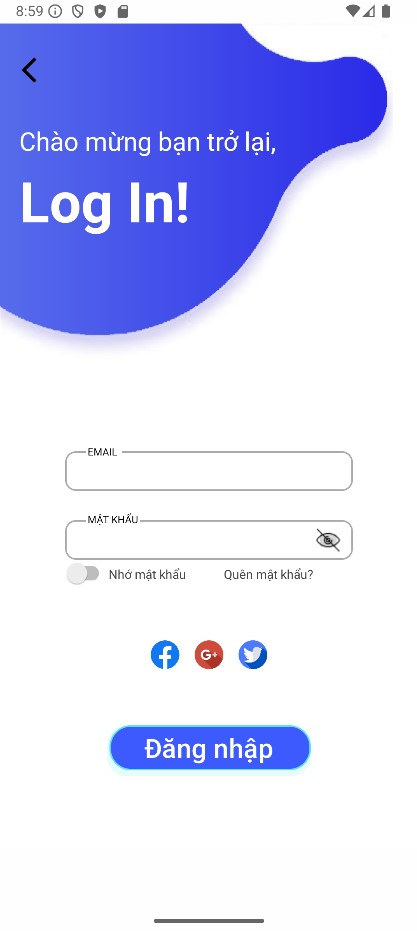 8:59
Chào mừng bạn trở lại,
Log In!
EMAIL
MẬT KHẨU
Nhớ mật khẩu Quên mật khẩu?
G+
Đăng nhập